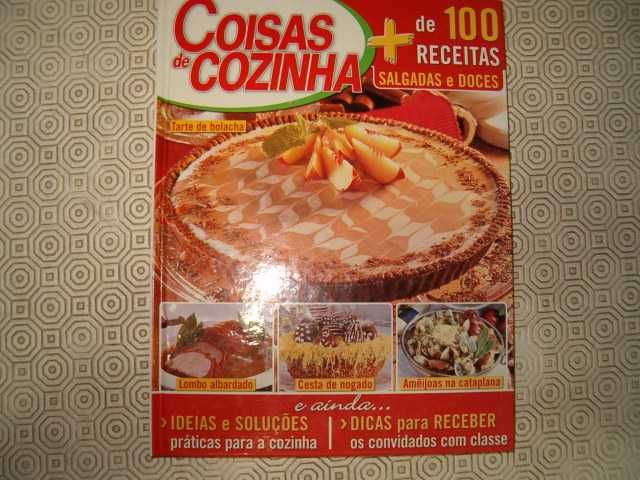 COISAS
de COZINHA
+ de 100
RECEITAS
SALGADAS e DOCES
Tarte de bolacha
Lombo albardado
Cesta de nogado
Amêijoas na cataplana
e ainda...
> IDEIAS e SOLUÇÕES
práticas para a cozinha
> DICAS para RECEBER
os convidados com classe